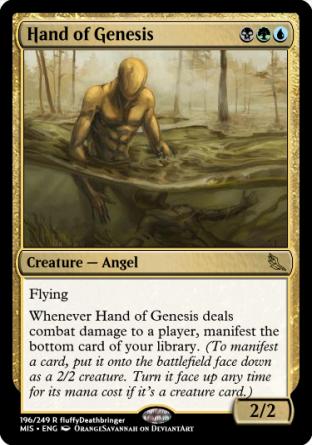 Hand of Genesis
Creature — Angel
Flying
Whenever Hand of Genesis deals
combat damage to a player, manifest the
bottom card of your library. (To manifest
a card, put it onto the battlefield face down
as a 2/2 creature. Turn it face up any time
for its mana cost if it's a creature card.)
2/2
196/249 R fluffyDeathbringer
MIS • ENG OrangeSavannah on DeviantArt